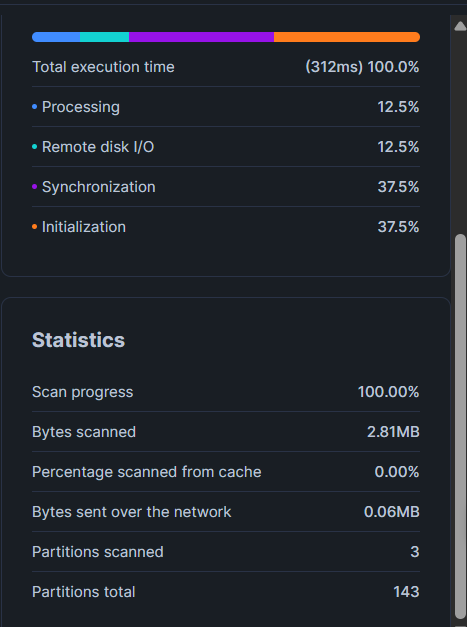 Total execution time (312ms) 100.0%
Processing 12.5%
Remote disk I/O 12.5%
Synchronization 37.5%
Initialization 37.5%
Statistics
Scan progress 100.00%
Bytes scanned 2.81MB
Percentage scanned from cache 0.00%
Bytes sent over the network 0.06MB
Partitions scanned 3
Partitions total 143